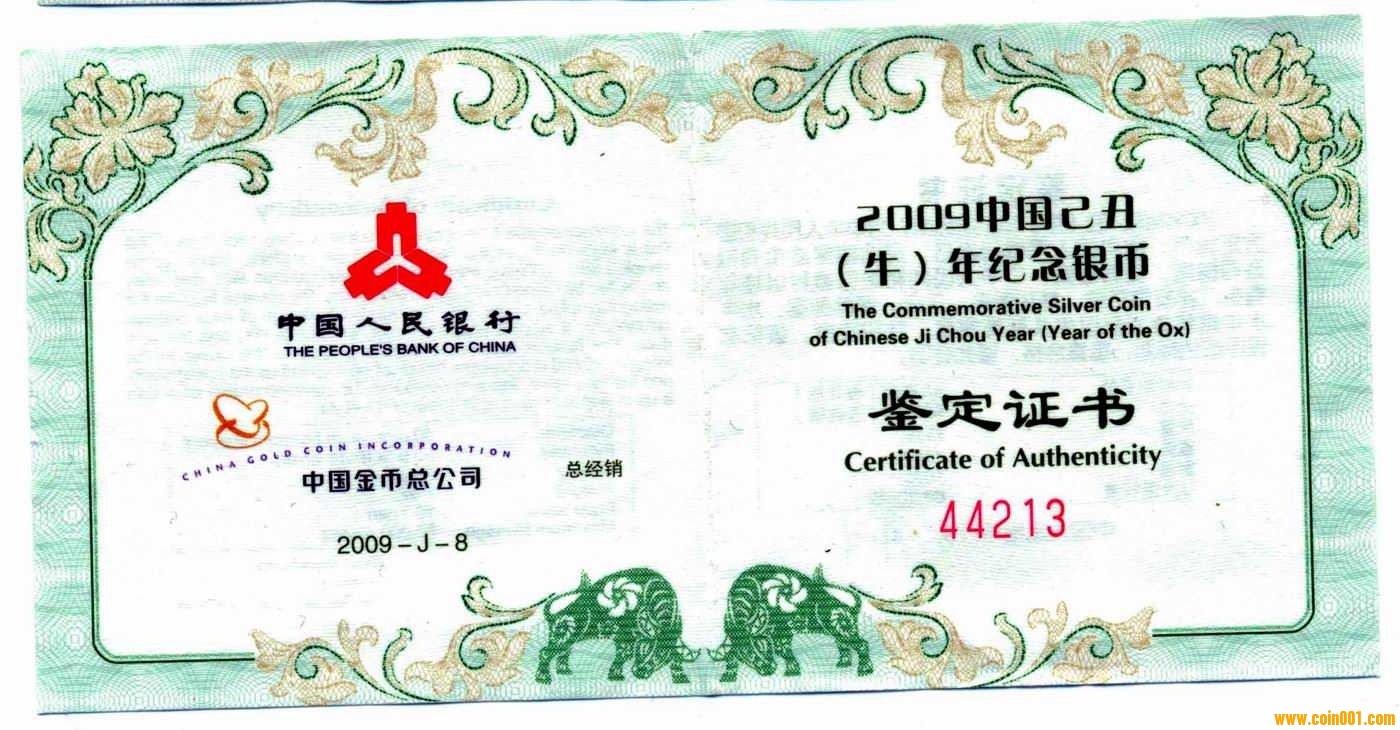 中国人民银行
THE PEOPLE'S BANK OF CHINA
CHINA GOLD COIN INCORPORATION
中国金币总公司
总经销
2009-J-8
2009中国己丑
(牛)年纪念银币
The Commemorative Silver Coin
of Chinese Ji Chou Year (Year of the Ox)
鉴定证书
Certificate of Authenticity
44213
www.coin001.com